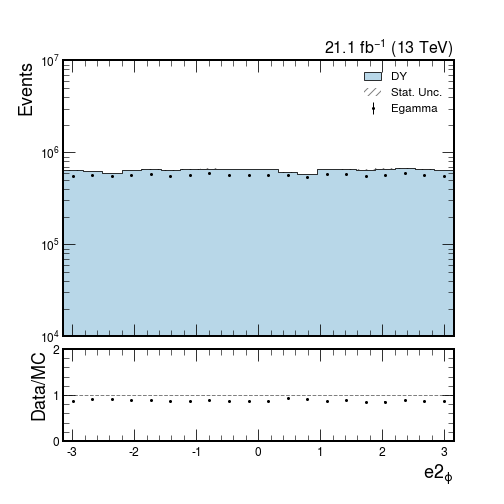 21.1 fb⁻¹ (13 TeV)
Events
10⁷
10⁶
10⁵
10⁴
DY
Stat. Unc.
Egamma
Data/MC
2
1
0
-3 -2 -1 0 1 2 3
e2ϕ